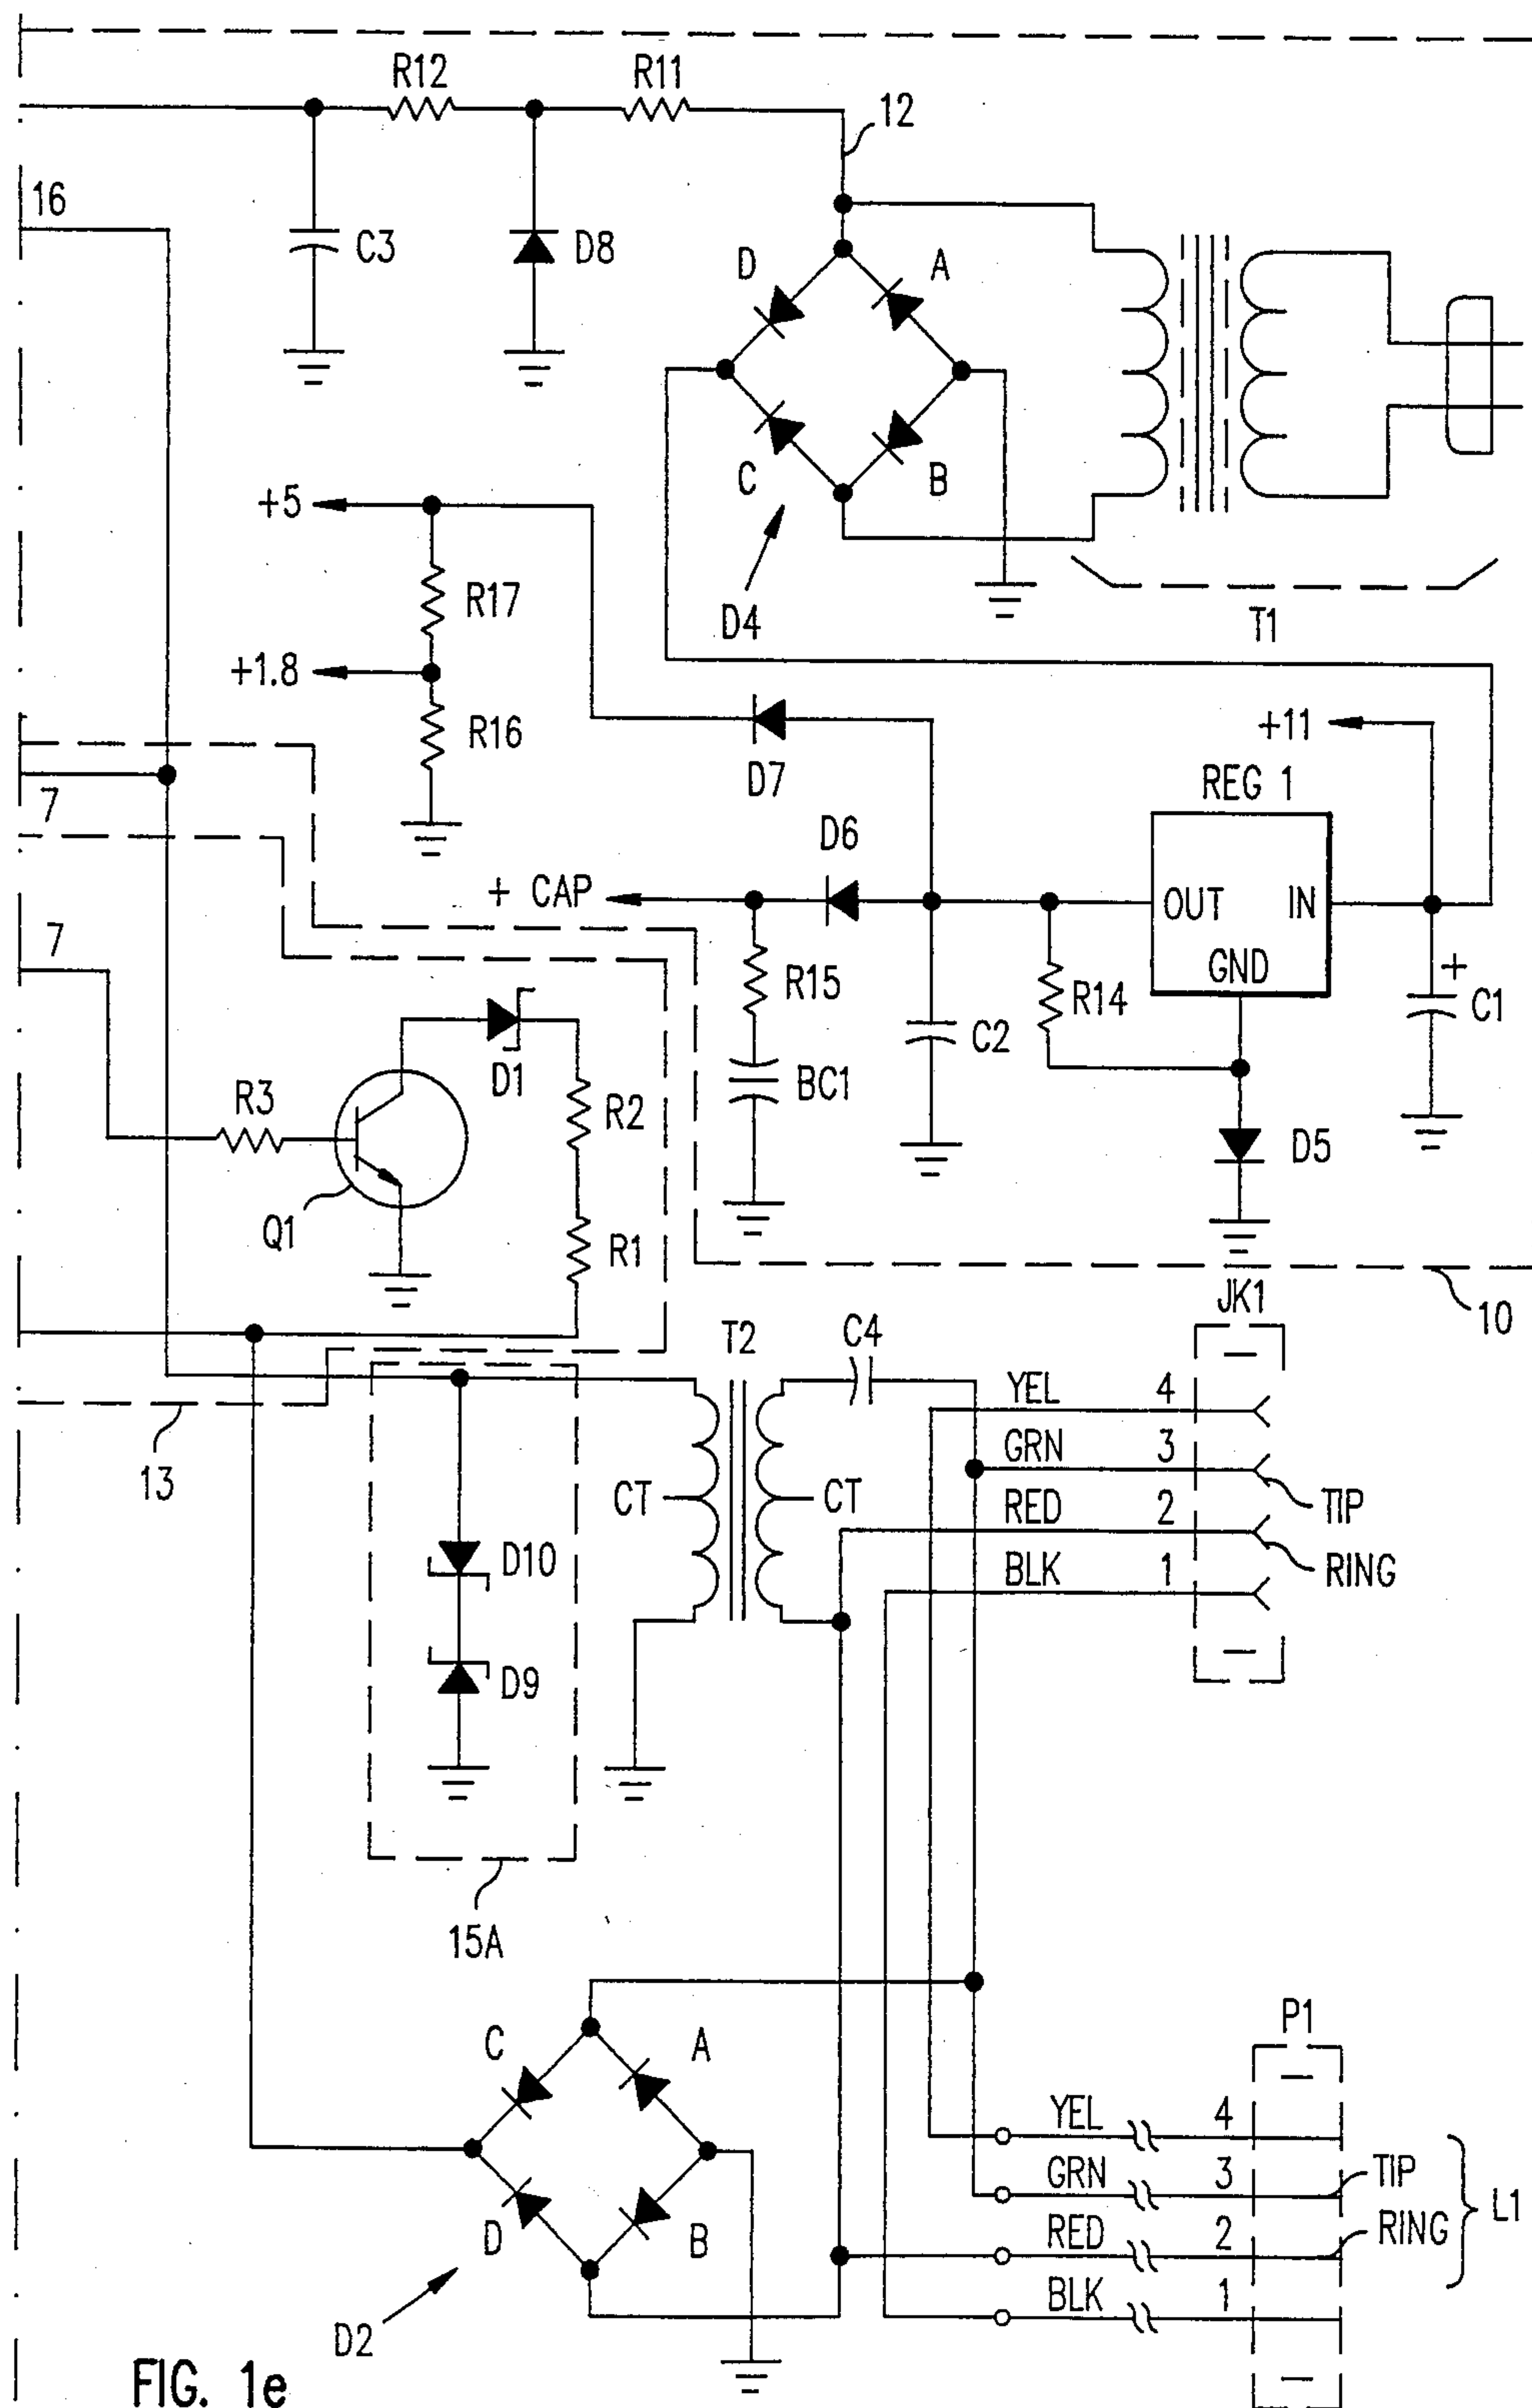 R12
R11
12
16
C3
D8
D
A
C
B
+5
R17
D4
T1
+1.8
R16
+11
D7
REG 1
7
D6
+ CAP
OUT
IN
7
R15
GND
+
R14
C1
C2
D1
BC1
R3
R2
D5
Q1
R1
JK1
10
T2
C4
YEL
4
GRN
3
13
CT
CT
TIP
RED
2
D10
BLK
1
RING
D9
15A
P1
C
A
YEL
4
GRN
3
TIP
L1
D
B
RED
2
RING
BLK
1
D2
FIG. 1e